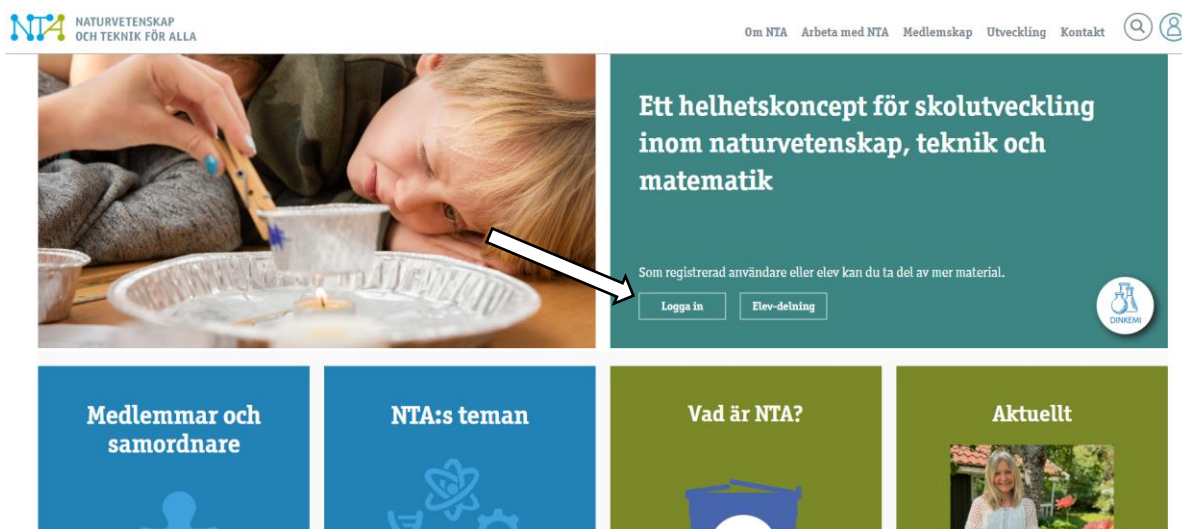 NTA NATURVETENSKAP
OCH TEKNIK FÖR ALLA
Om NTA Arbeta med NTA Medlemskap Utveckling Kontakt
Ett helhetskoncept för skolutveckling
inom naturvetenskap, teknik och
matematik
Som registrerad användare eller elev kan du ta del av mer material.
Logga in Elev-delning
DINKEMI
Medlemmar och
samordnare
NTA:s teman
Vad är NTA?
Aktuellt